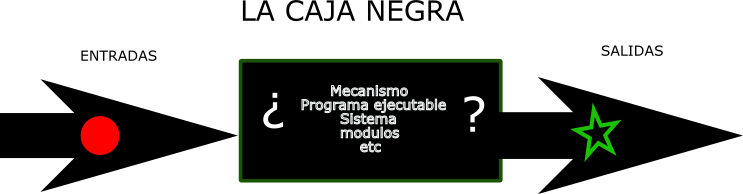 LA CAJA NEGRA
ENTRADAS
SALIDAS
¿
Mecanismo
Programa ejecutable
Sistema
modulos
etc
?